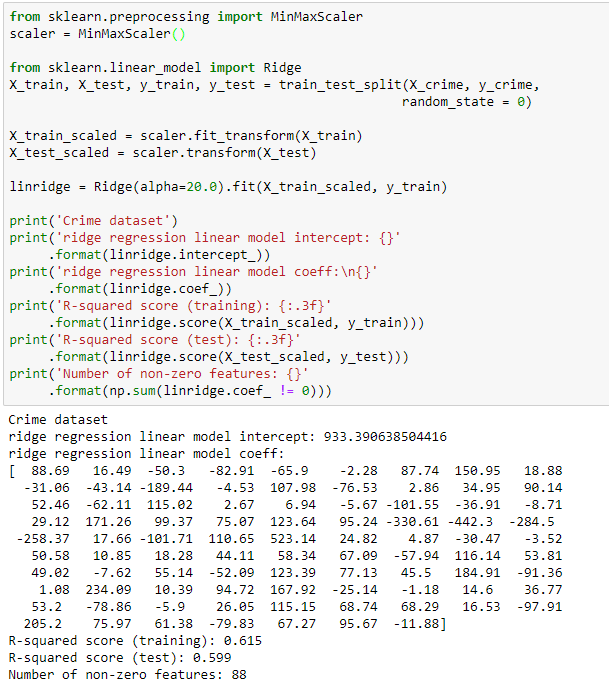 from sklearn.preprocessing import MinMaxScaler
scaler = MinMaxScaler()
from sklearn.linear_model import Ridge
X_train, X_test, y_train, y_test = train_test_split(X_crime, y_crime,
random_state = 0)
X_train_scaled = scaler.fit_transform(X_train)
X_test_scaled = scaler.transform(X_test)
linridge = Ridge(alpha=20.0).fit(X_train_scaled, y_train)
print('Crime dataset')
print('ridge regression linear model intercept: {}'
.format(linridge.intercept_))
print('ridge regression linear model coeff:\n{}'
.format(linridge.coef_))
print('R-squared score (training): {:.3f}'
.format(linridge.score(X_train_scaled, y_train)))
print('R-squared score (test): {:.3f}'
.format(linridge.score(X_test_scaled, y_test)))
print('Number of non-zero features: {}'
.format(np.sum(linridge.coef_ != 0)))
Crime dataset
ridge regression linear model intercept: 933.390638504416
ridge regression linear model coeff:
[ 88.69 16.49 -50.3 -82.91 -65.9 -2.28 87.74 150.95 18.88
-31.06 -43.14 -189.44 -4.53 107.98 -76.53 2.86 34.95 90.14
52.46 -62.11 115.02 2.67 6.94 -5.67 -101.55 -36.91 -8.71
29.12 171.26 99.37 75.07 123.64 95.24 -330.61 -442.3 -284.5
-258.37 17.66 -101.71 110.65 523.14 24.82 4.87 -30.47 -3.52
50.58 10.85 18.28 44.11 58.34 67.09 -57.94 116.14 53.81
49.02 -7.62 55.14 -52.09 123.39 77.13 45.5 184.91 -91.36
1.08 234.09 10.39 94.72 167.92 -25.14 -1.18 14.6 36.77
53.2 -78.86 -5.9 26.05 115.15 68.74 68.29 16.53 -97.91
205.2 75.97 61.38 -79.83 67.27 95.67 -11.88]
R-squared score (training): 0.615
R-squared score (test): 0.599
Number of non-zero features: 88